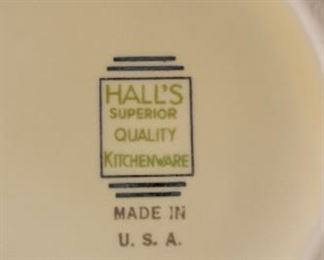 HALL'S
SUPERIOR
QUALITY
KITCHENWARE
MADE IN
U. S. A.